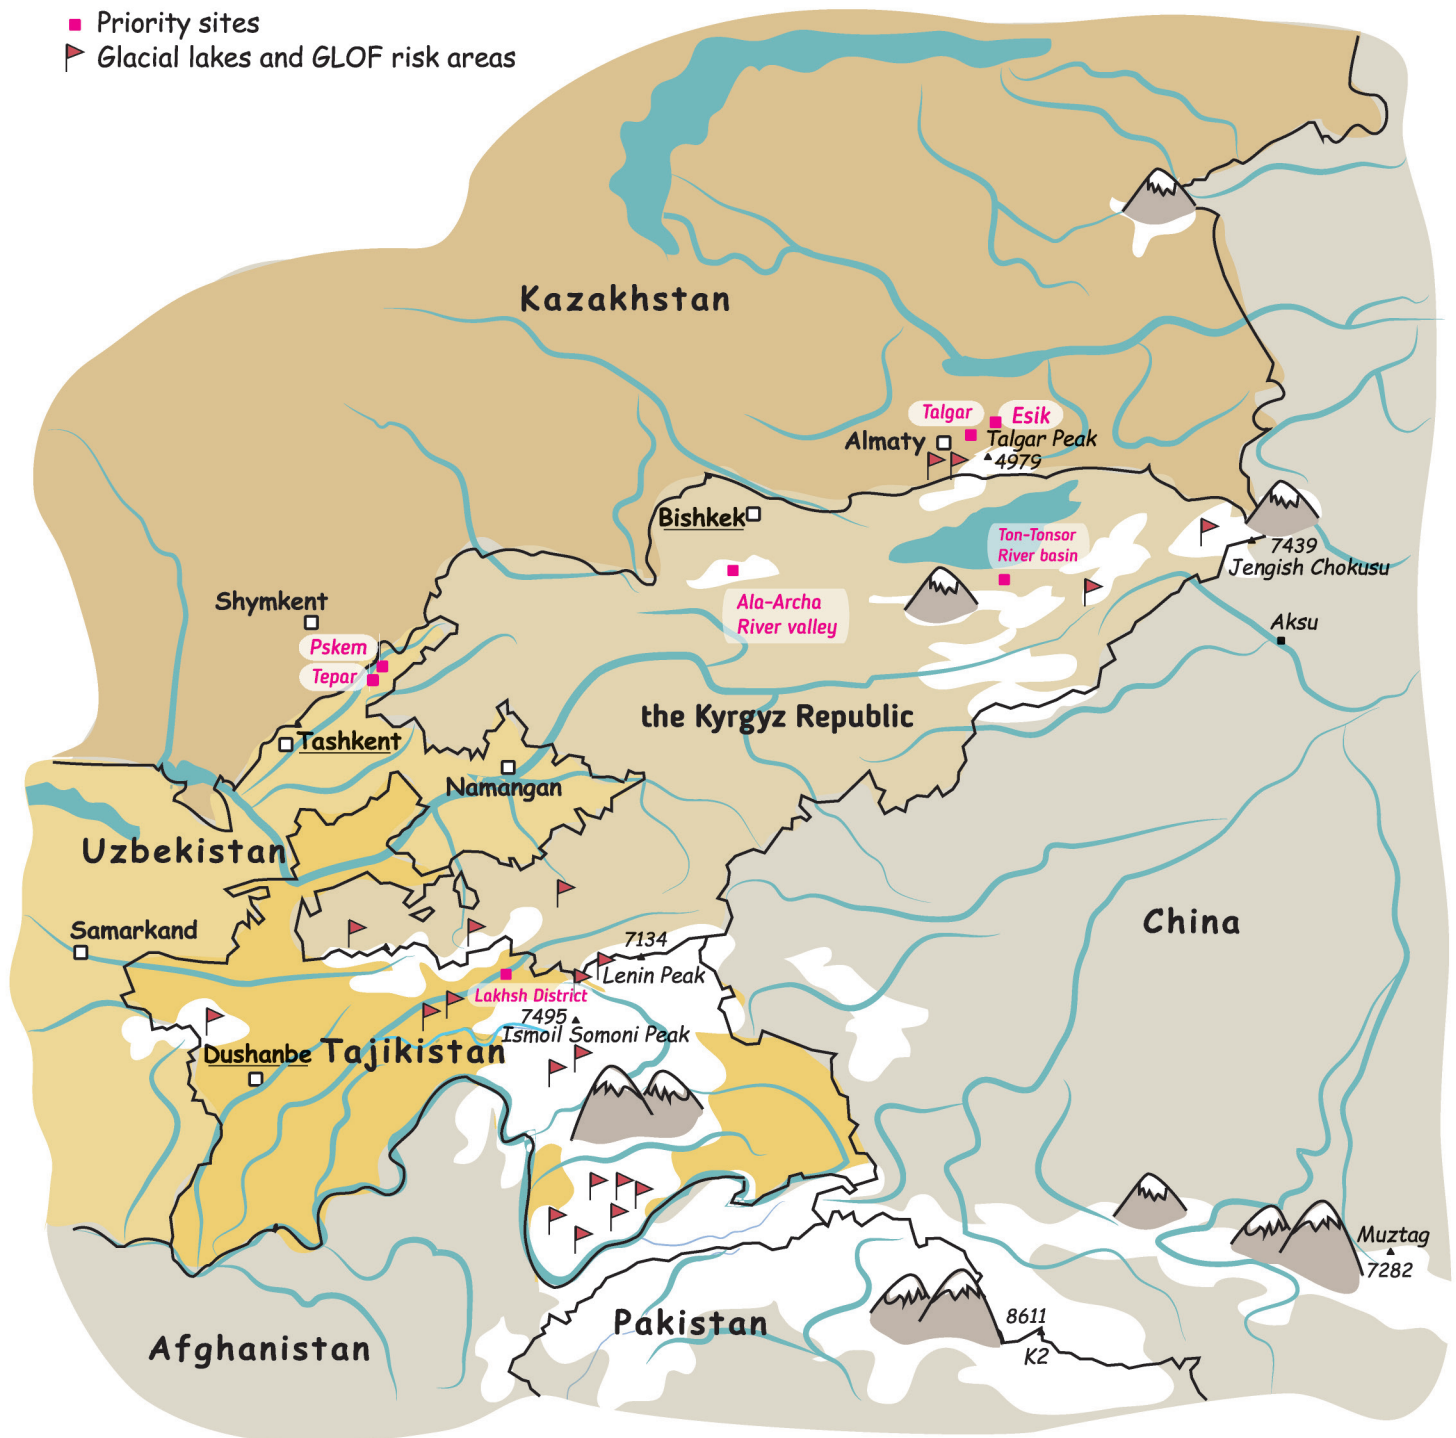 Priority sites
Glacial lakes and GLOF risk areas
Kazakhstan
Talgar
Esik
Almaty
Talgar Peak
4979
Bishkek
Ton-Tonsor
River basin
7439
Jengish Chokusu
Ala-Archa
River valley
Shymkent
Aksu
Pskem
Tepar
the Kyrgyz Republic
Tashkent
Namangan
Uzbekistan
Samarkand
China
7134
Lenin Peak
Lakhsh District
7495
Ismoil Somoni Peak
Dushanbe
Tajikistan
Muztag
7282
Pakistan
8611
K2
Afghanistan